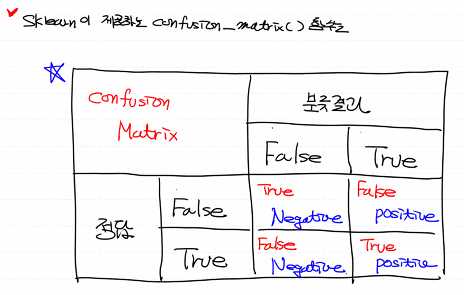 Sklearn이 제공하는 confusion_matrix() 함수는
Confusion
Matrix
분류결과
False True
정답
False
True Negative
False positive
True
False Negative
True positive